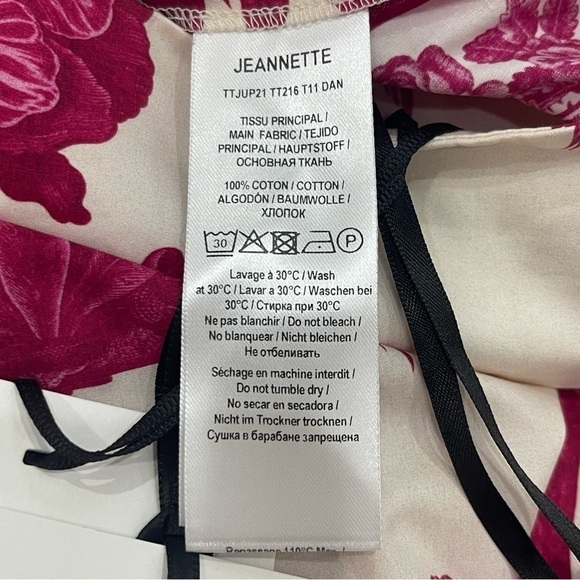 JEANNETTE
TTJUP21 TT216 T11 DAN
TISSU PRINCIPAL /
MAIN FABRIC / TEJIDO
PRINCIPAL / HAUPTSTOFF /
ОСНОВНАЯ ТКАНЬ
100% COTON / COTTON /
ALGODÓN / BAUMWOLLE /
ХЛОПОК
30 P
Lavage à 30°C / Wash
at 30°C / Lavar a 30°C / Waschen bei
30°C / Стирка при 30°C
Ne pas blanchir / Do not bleach /
No blanquear / Nicht bleichen /
Не отбеливать
Séchage en machine interdit /
Do not tumble dry /
No secar en secadora /
Nicht im Trockner trocknen /
Сушка в барабане запрещена
Repassage 110°C Max /